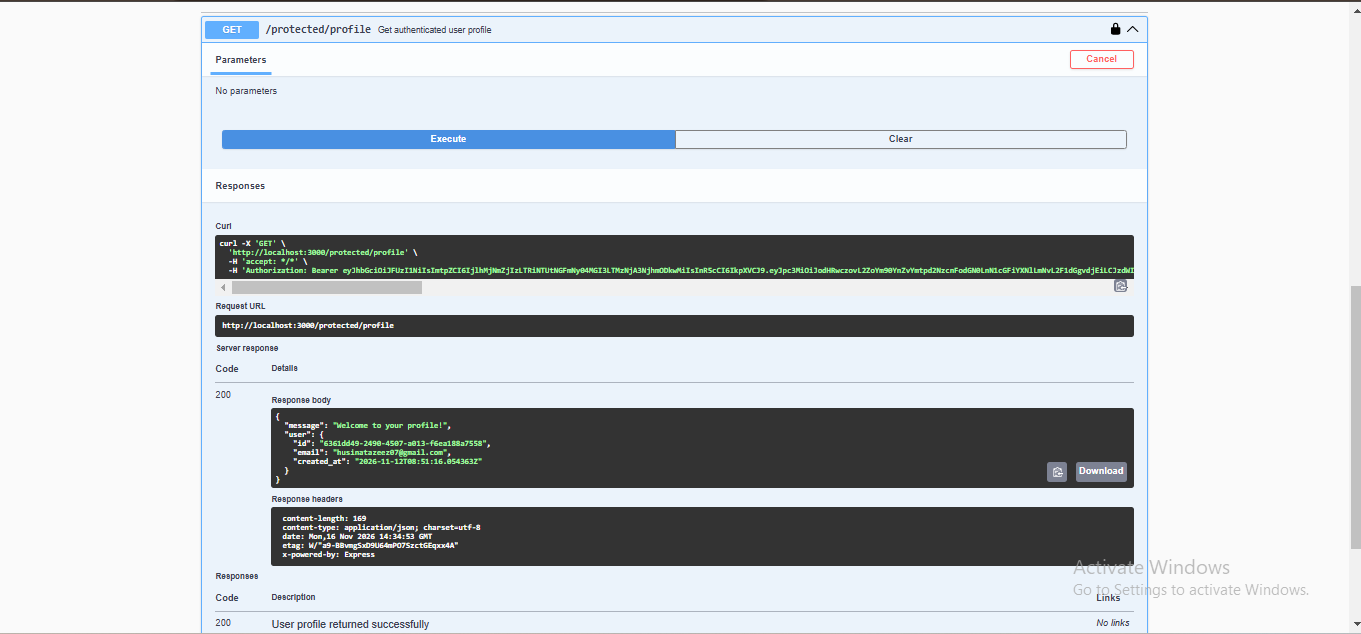 GET /protected/profile Get authenticated user profile
Parameters
Cancel
No parameters
Execute
Clear
Responses
Curl
curl -X 'GET' \
'http://localhost:3000/protected/profile' \
-H 'accept: */*' \
-H 'Authorization: Bearer
Request URL
http://localhost:3000/protected/profile
Server response
Code Details
200
Response body
{
"message": "Welcome to your profile!",
"user": {
"id": "6361dd49-2490-4507-a013-f6ea188a7558",
"email": "husinatazeez07@gmail.com",
"created_at": "2026-11-12T08:51:16.054363Z"
}
}
Download
Response headers
content-length: 169
content-type: application/json; charset=utf-8
date: Mon,16 Nov 2026 14:34:53 GMT
etag: W/"a9-BBvmgSxD9U64mPO7SzctGEqxx4A"
x-powered-by: Express
Responses
Code Description Links
200 User profile returned successfully No links
Activate Windows
Go to Settings to activate Windows.